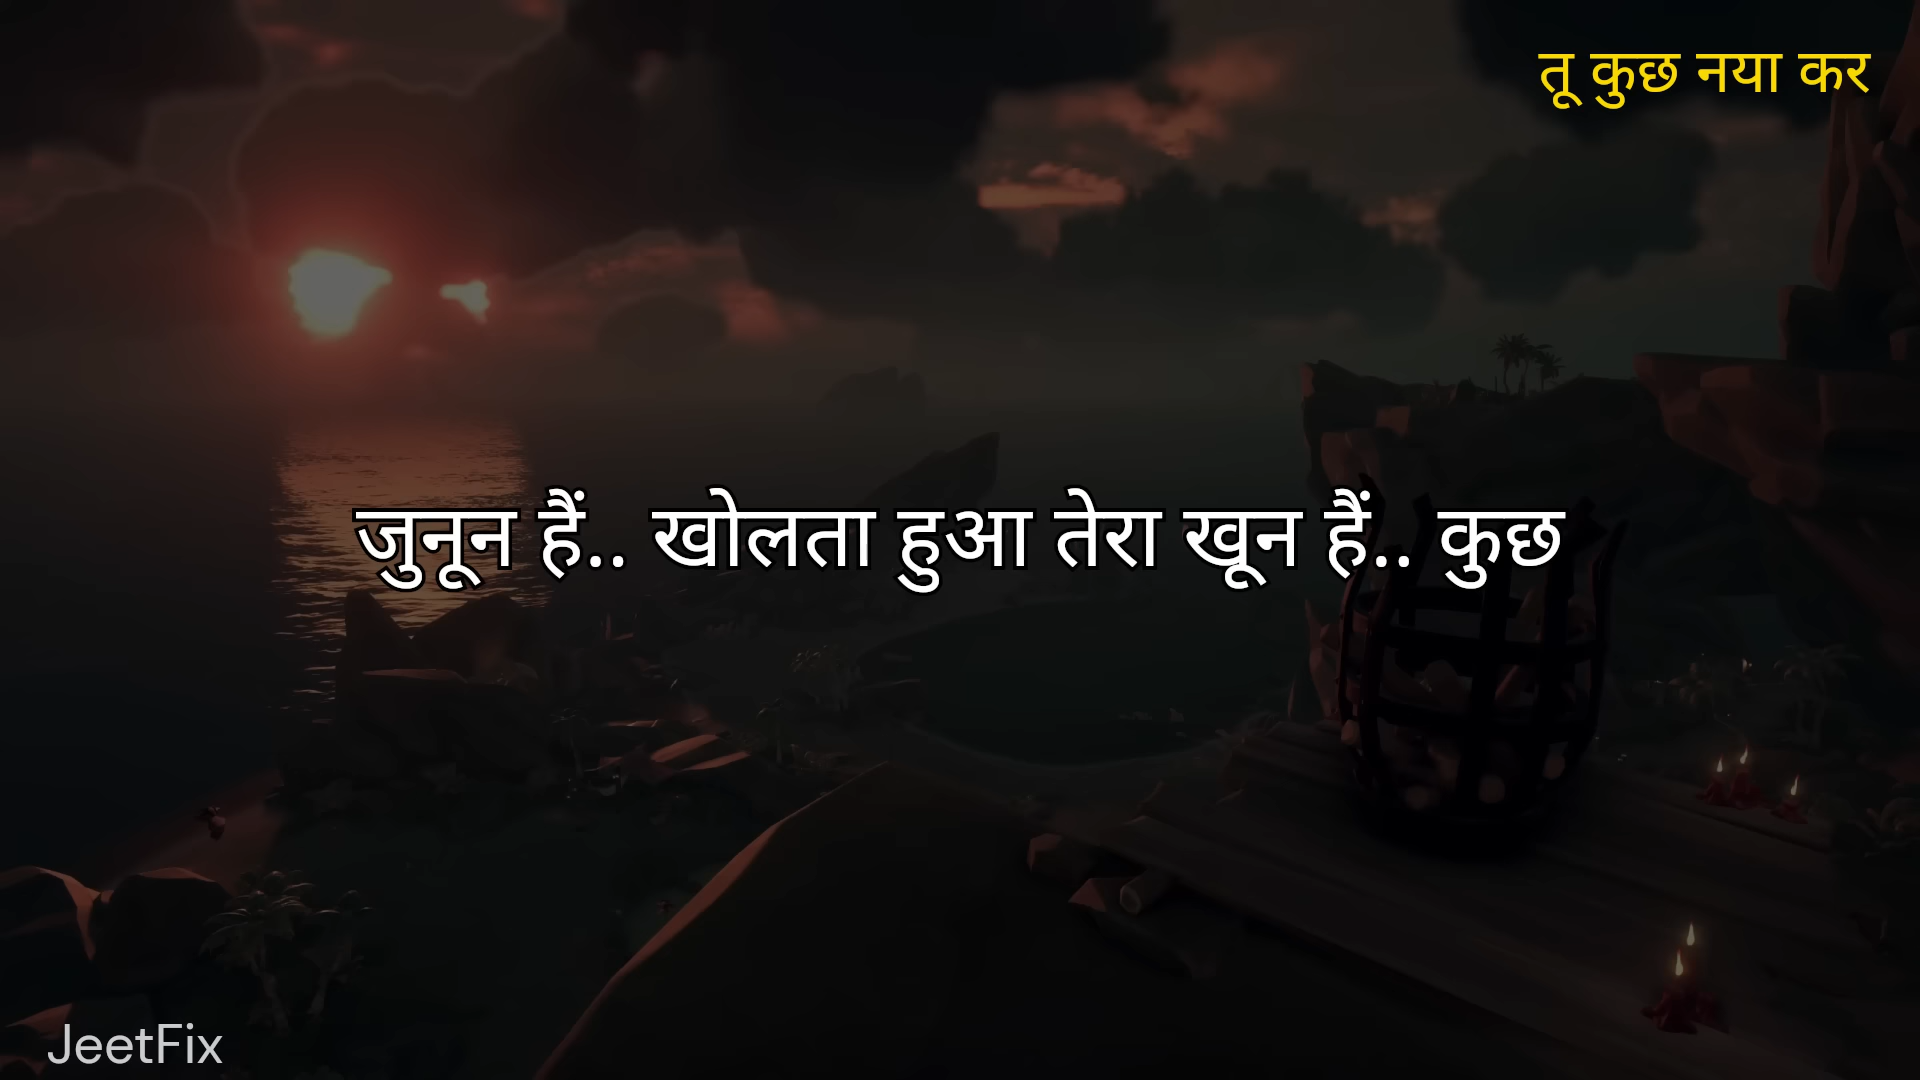 तू कुछ नया कर
जुनून हैं.. खोलता हुआ तेरा खून हैं.. कुछ
JeetFix